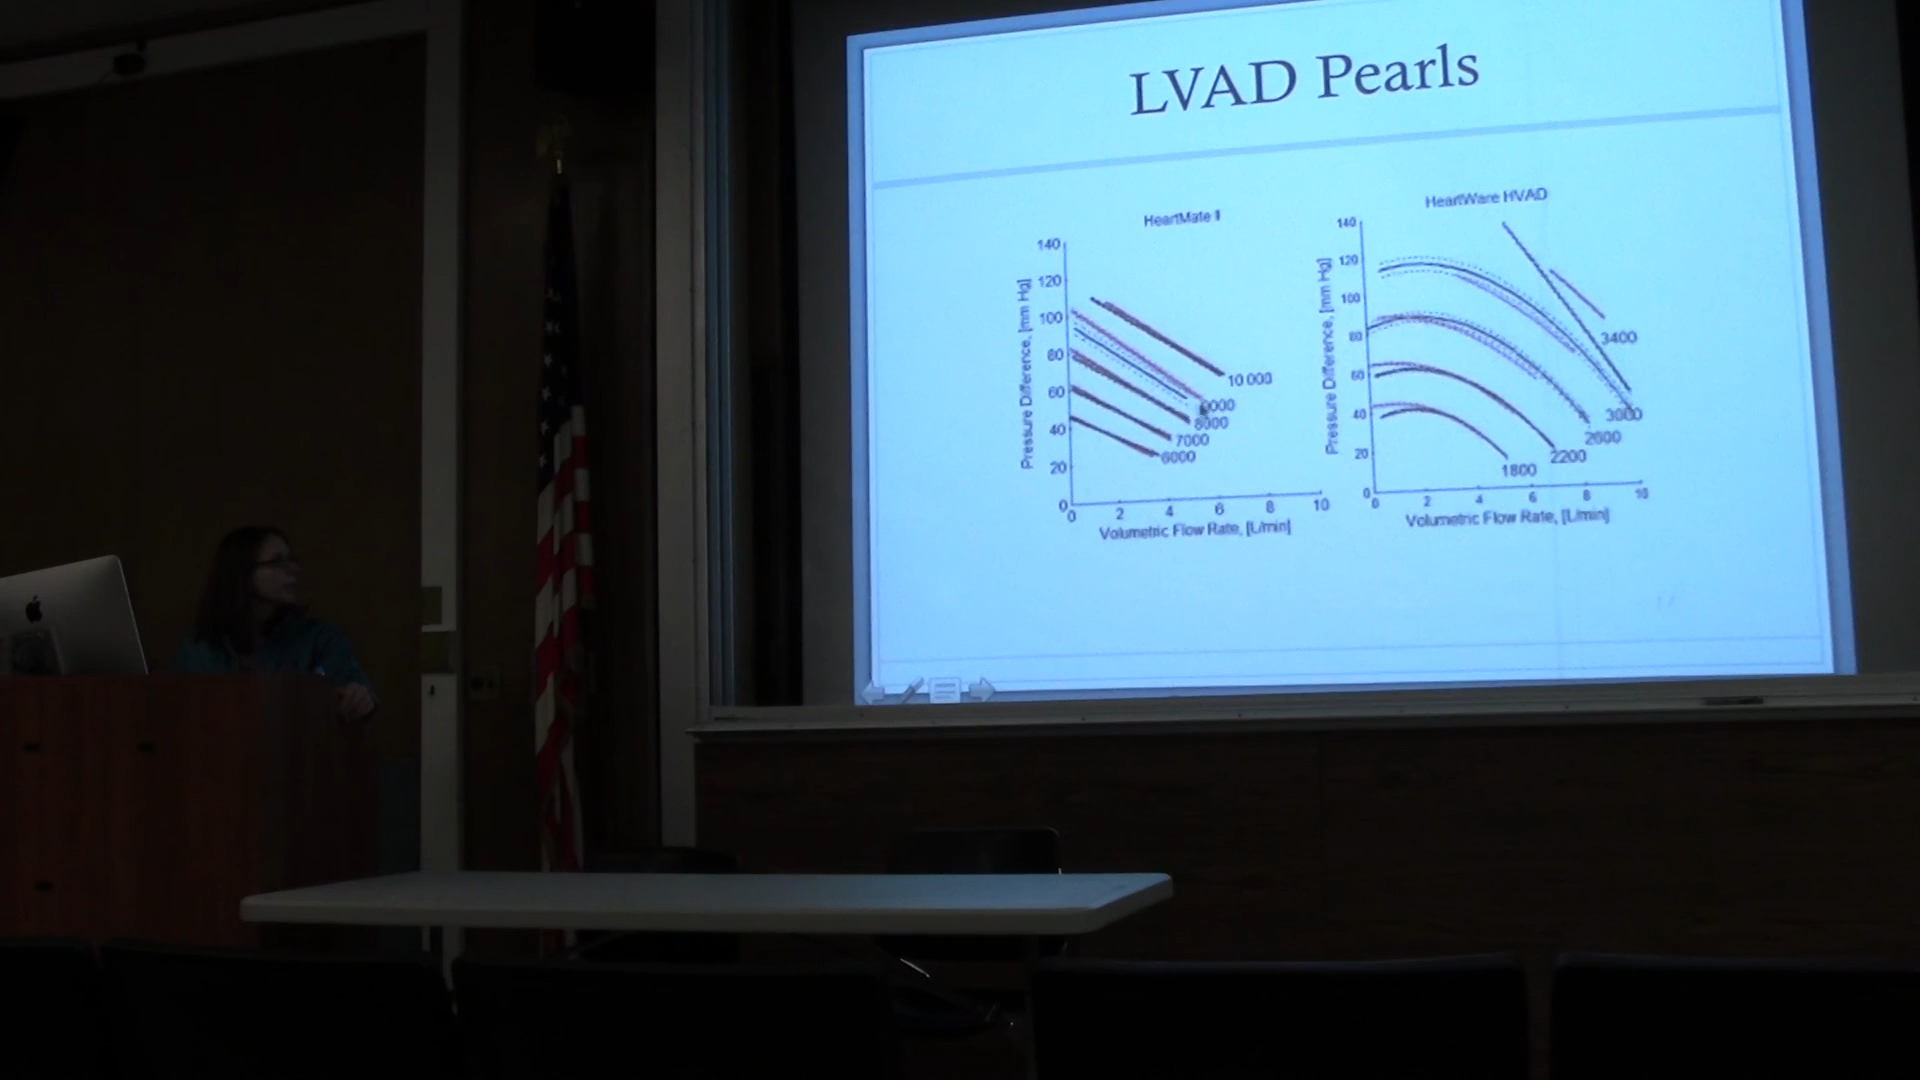 LVAD Pearls
HeartMate II
140
120
100
80
60
40
20
0
Pressure Difference, [mm Hg]
10 000
9000
8000
7000
6000
0 2 4 6 8 10
Volumetric Flow Rate, [L/min]
HeartWare HVAD
140
120
100
80
60
40
20
0
Pressure Difference, [mm Hg]
3400
3000
2600
2200
1800
0 2 4 6 8 10
Volumetric Flow Rate, [L/min]